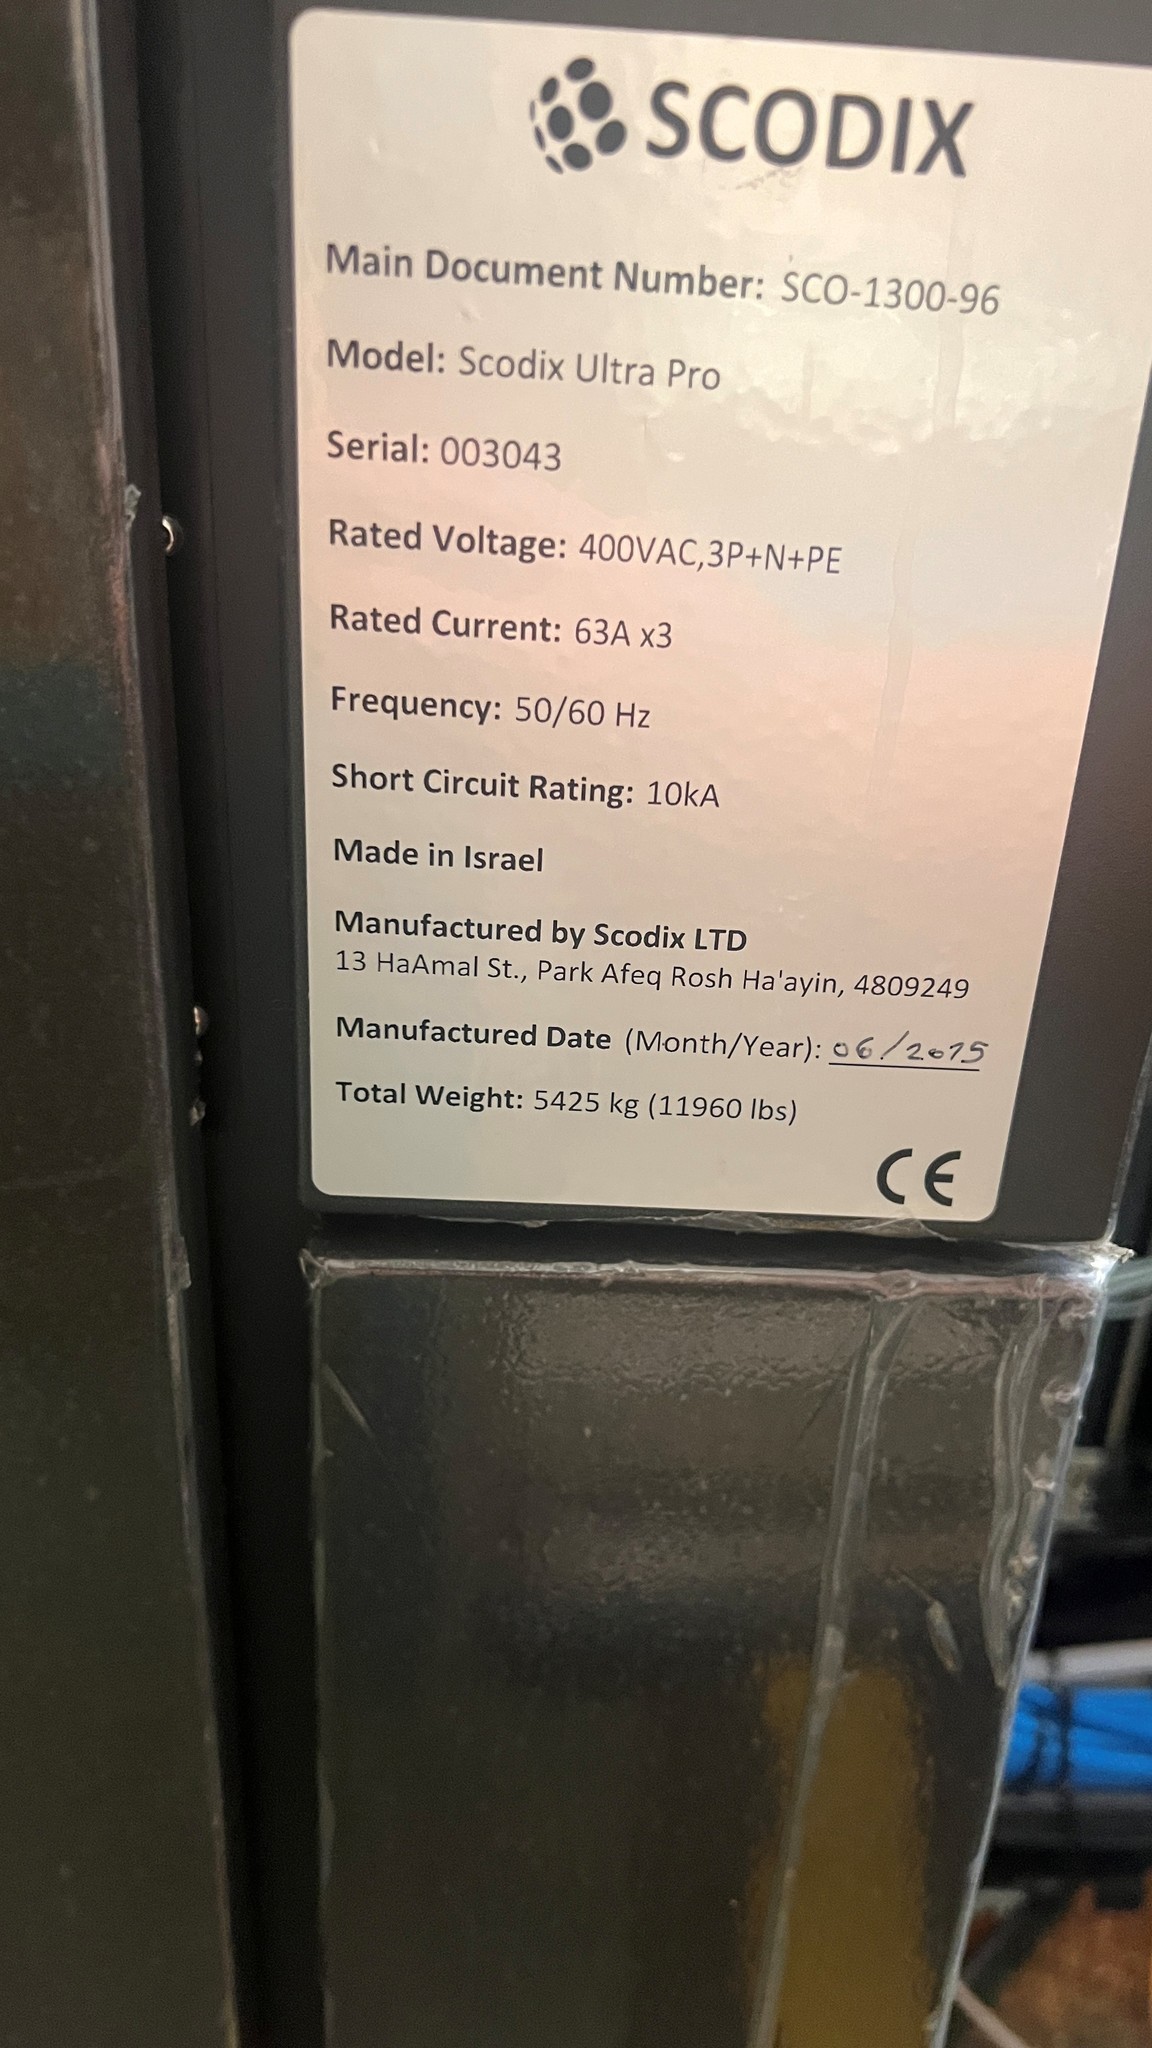 SCODIX
Main Document Number: SCO-1300-96
Model: Scodix Ultra Pro
Serial: 003043
Rated Voltage: 400VAC,3P+N+PE
Rated Current: 63A x3
Frequency: 50/60 Hz
Short Circuit Rating: 10kA
Made in Israel
Manufactured by Scodix LTD
13 HaAmal St., Park Afeq Rosh Ha'ayin, 4809249
Manufactured Date (Month/Year): 06/2015
Total Weight: 5425 kg (11960 lbs)
CE